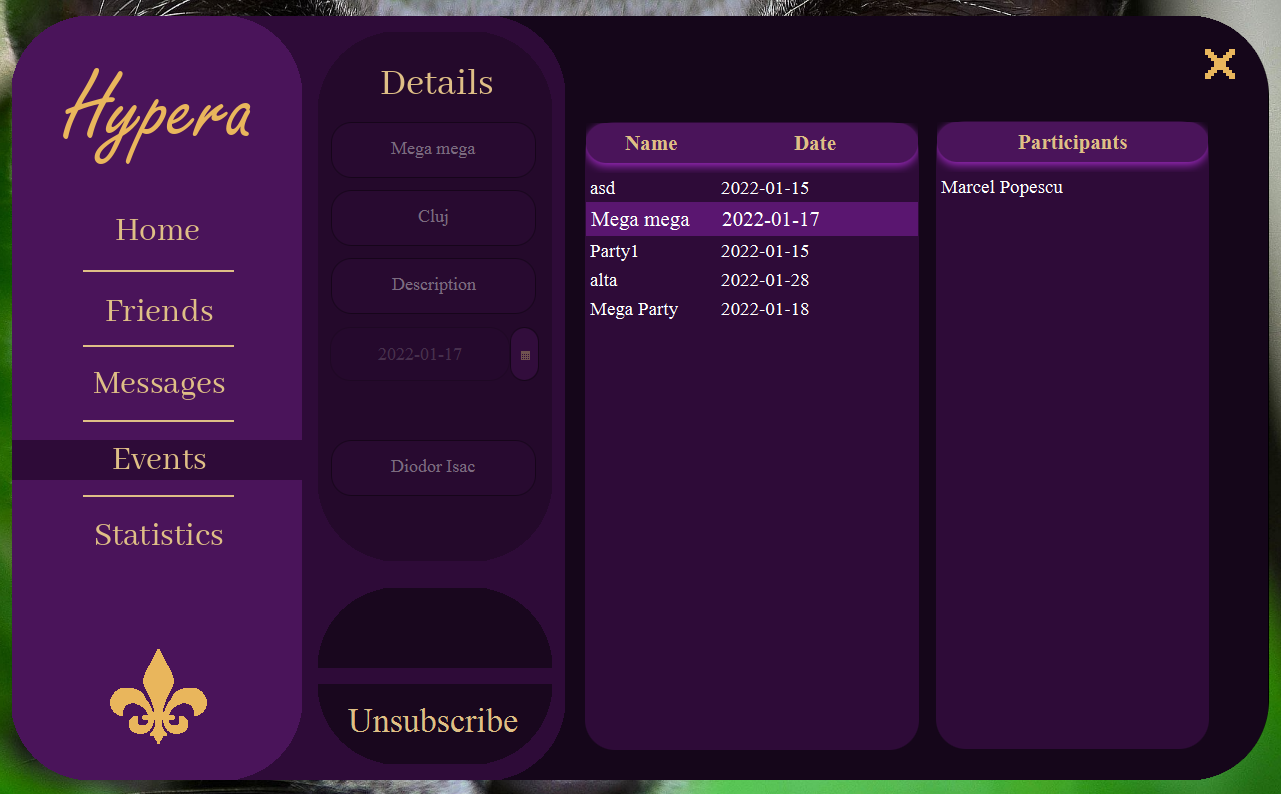 Hypera
Home
Friends
Messages
Events
Statistics
Details
Mega mega
Cluj
Description
2022-01-17
Diodor Isac
Unsubscribe
Name Date
asd 2022-01-15
Mega mega 2022-01-17
Party1 2022-01-15
alta 2022-01-28
Mega Party 2022-01-18
Participants
Marcel Popescu